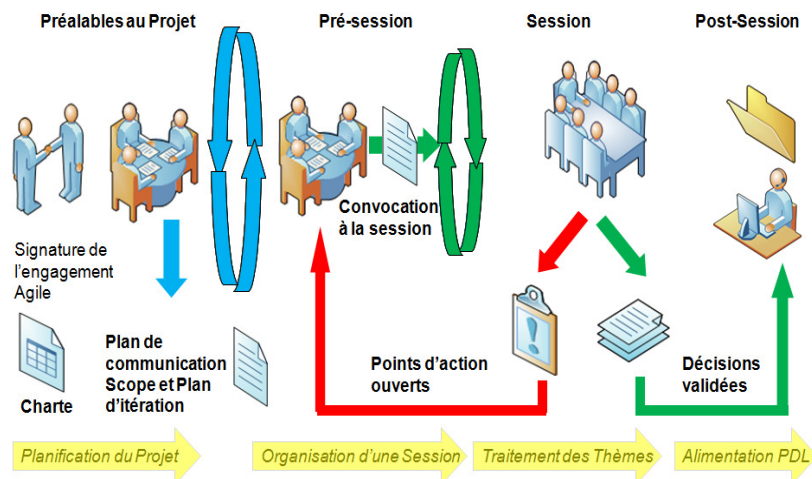 Préalables au Projet
Pré-session
Session
Post-Session
Convocation
à la session
Signature de
l'engagement
Agile
Charte
Plan de
communication
Scope et Plan
d'itération
Points d'action
ouverts
Décisions
validées
Planification du Projet
Organisation d'une Session
Traitement des Thèmes
Alimentation PDL